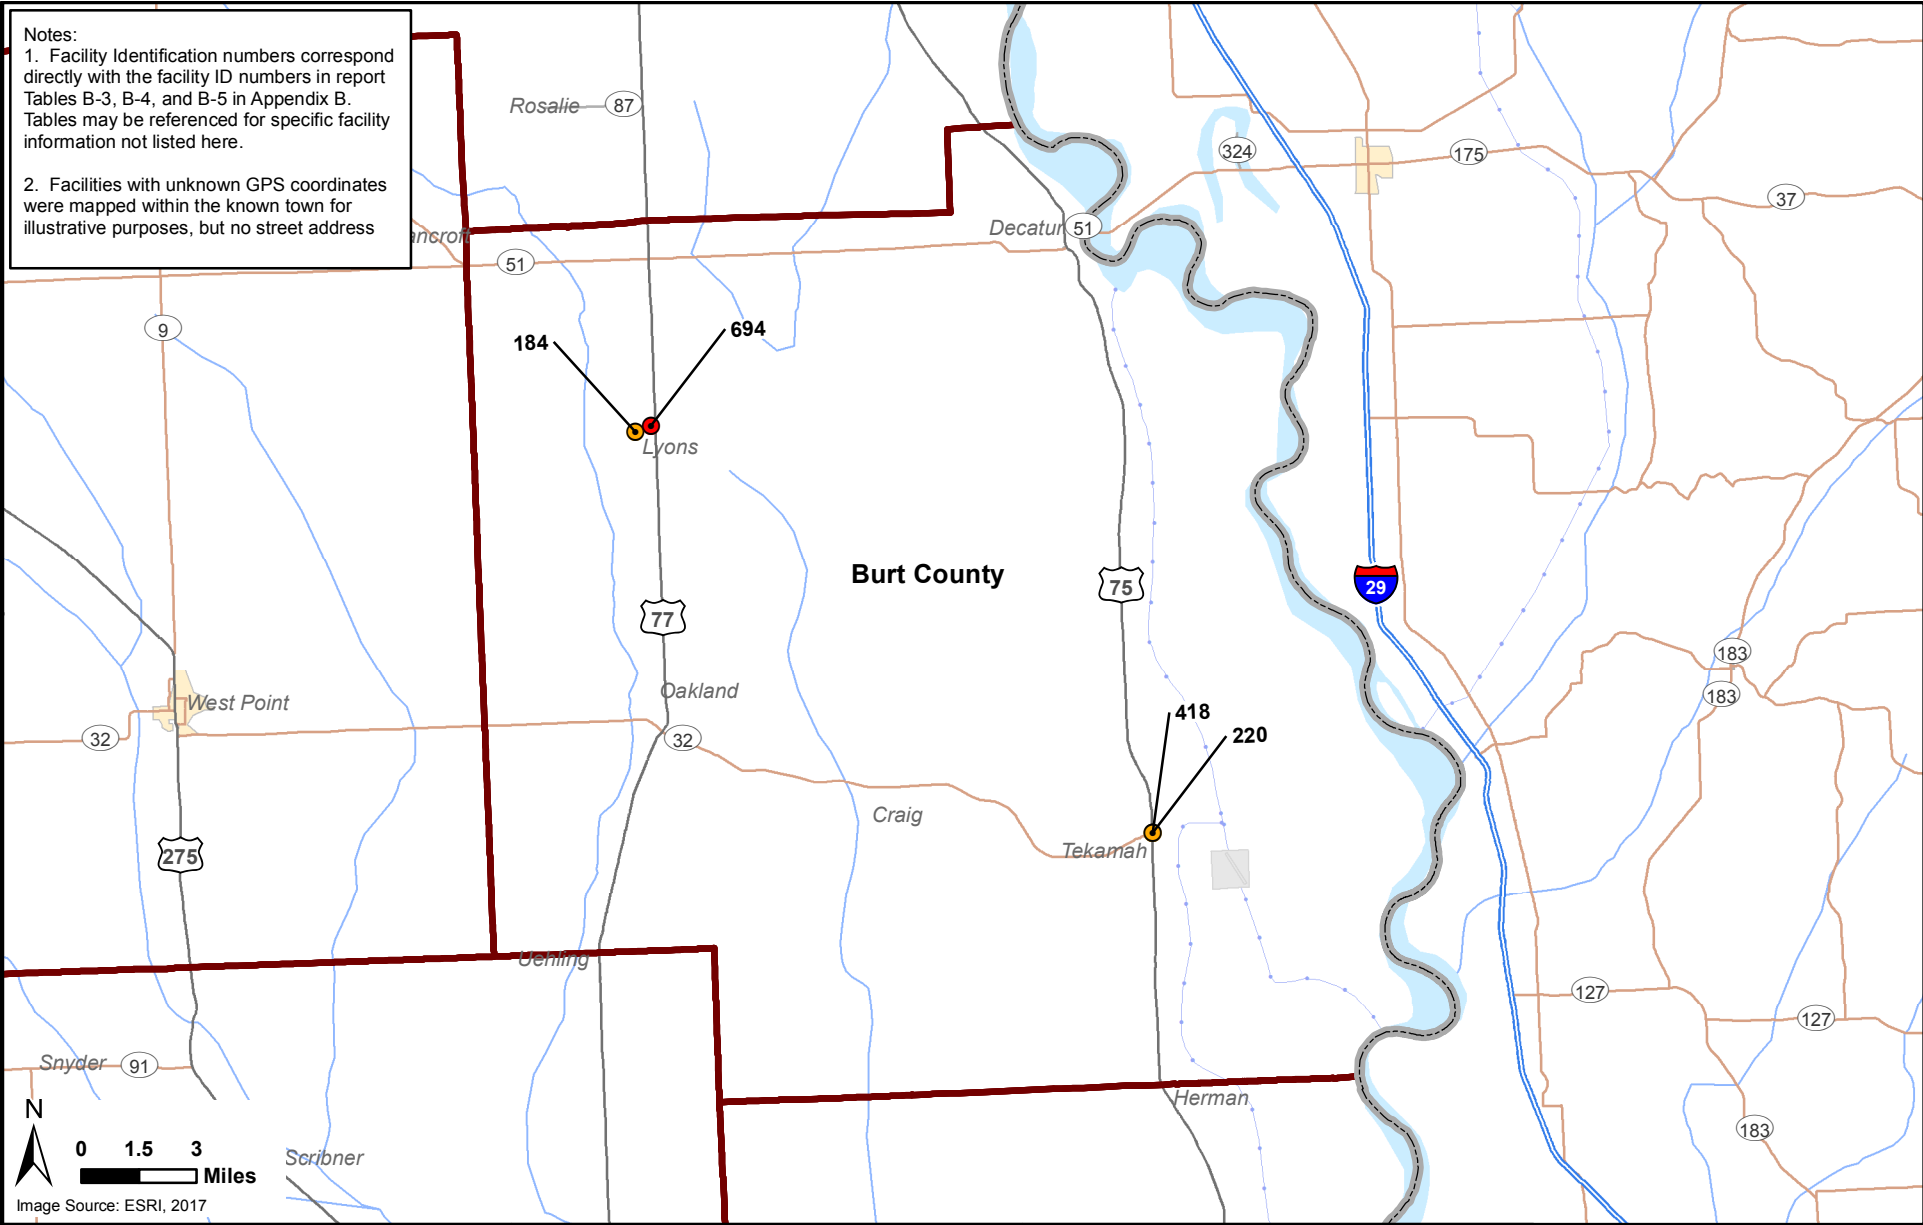 Notes:
1. Facility Identification numbers correspond
directly with the facility ID numbers in report
Tables B-3, B-4, and B-5 in Appendix B.
Tables may be referenced for specific facility
information not listed here.
2. Facilities with unknown GPS coordinates
were mapped within the known town for
illustrative purposes, but no street address
Rosalie
87
324
175
37
ancroft
51
Decatur
51
9
184
694
Lyons
Burt County
75
29
77
183
183
Oakland
West Point
32
32
418
220
275
Craig
Tekamah
Uehling
127
127
Snyder
91
Herman
183
N
0 1.5 3
Miles
Scribner
Image Source: ESRI, 2017